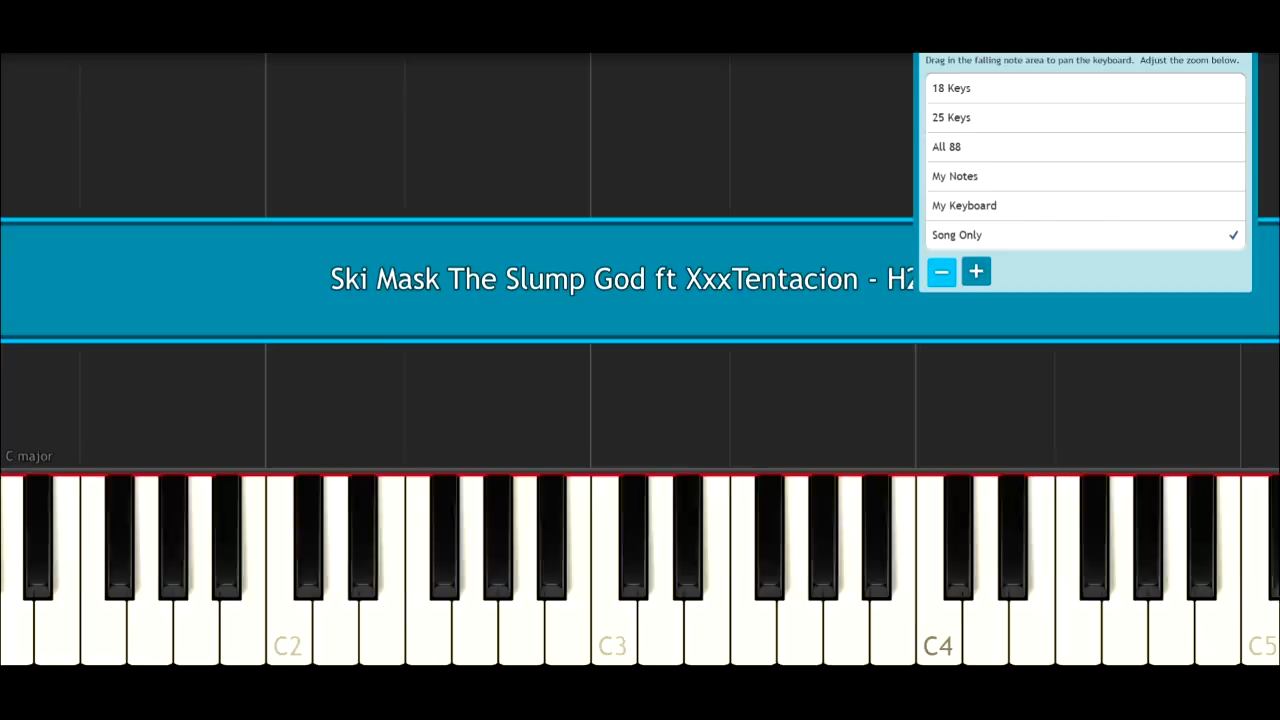 Drag in the falling note area to pan the keyboard. Adjust the zoom below.
18 Keys
25 Keys
All 88
My Notes
My Keyboard
Song Only
Ski Mask The Slump God ft XxxTentacion - H2
C major
C2
C3
C4
C5